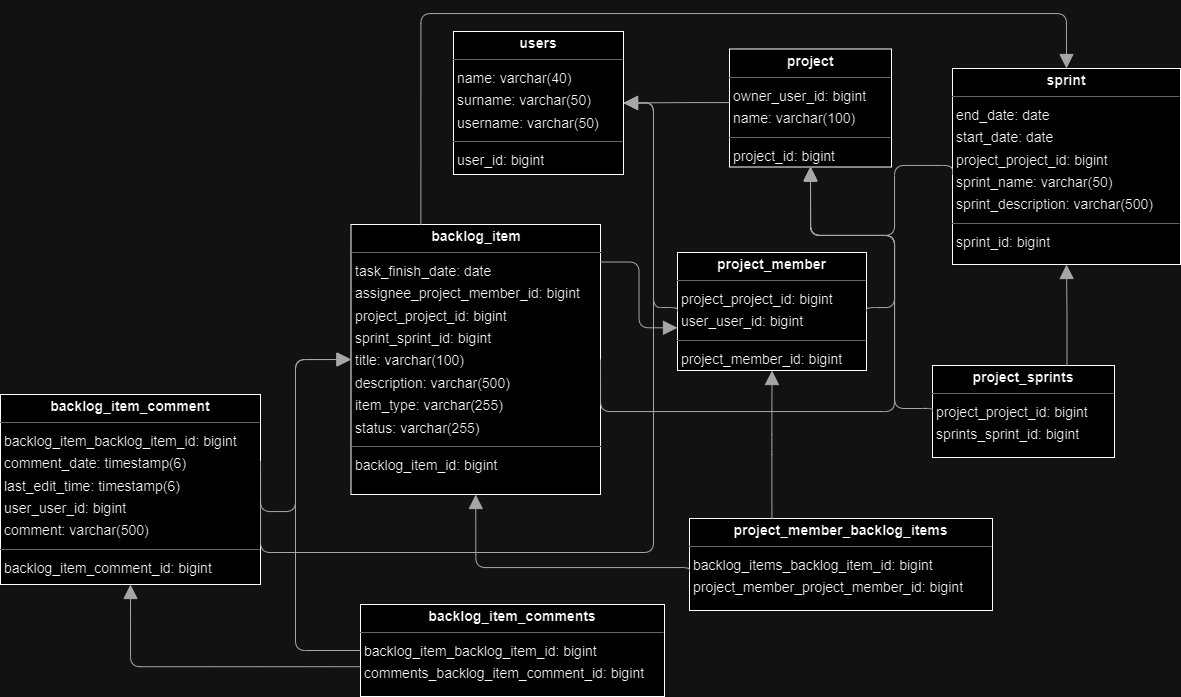 users
name: varchar(40)
surname: varchar(50)
username: varchar(50)
user_id: bigint
project
owner_user_id: bigint
name: varchar(100)
project_id: bigint
sprint
end_date: date
start_date: date
project_project_id: bigint
sprint_name: varchar(50)
sprint_description: varchar(500)
sprint_id: bigint
backlog_item
task_finish_date: date
assignee_project_member_id: bigint
project_project_id: bigint
sprint_sprint_id: bigint
title: varchar(100)
description: varchar(500)
item_type: varchar(255)
status: varchar(255)
backlog_item_id: bigint
project_member
project_project_id: bigint
user_user_id: bigint
project_member_id: bigint
project_sprints
project_project_id: bigint
sprints_sprint_id: bigint
backlog_item_comment
backlog_item_backlog_item_id: bigint
comment_date: timestamp(6)
last_edit_time: timestamp(6)
user_user_id: bigint
comment: varchar(500)
backlog_item_comment_id: bigint
project_member_backlog_items
backlog_items_backlog_item_id: bigint
project_member_project_member_id: bigint
backlog_item_comments
backlog_item_backlog_item_id: bigint
comments_backlog_item_comment_id: bigint